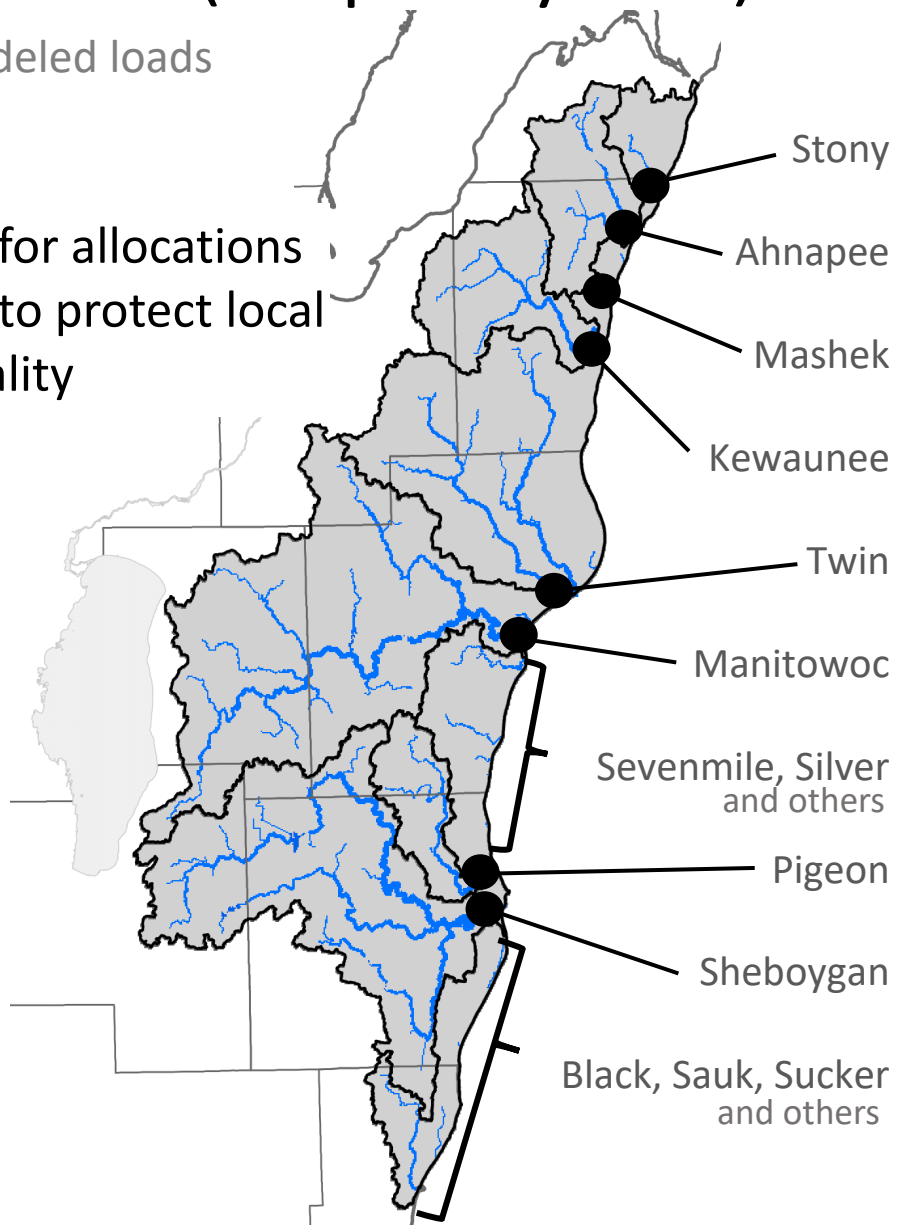 deled loads
for allocations
to protect local
ality
Stony
Ahnapee
Mashek
Kewaunee
Twin
Manitowoc
Sevenmile, Silver
and others
Pigeon
Sheboygan
Black, Sauk, Sucker
and others